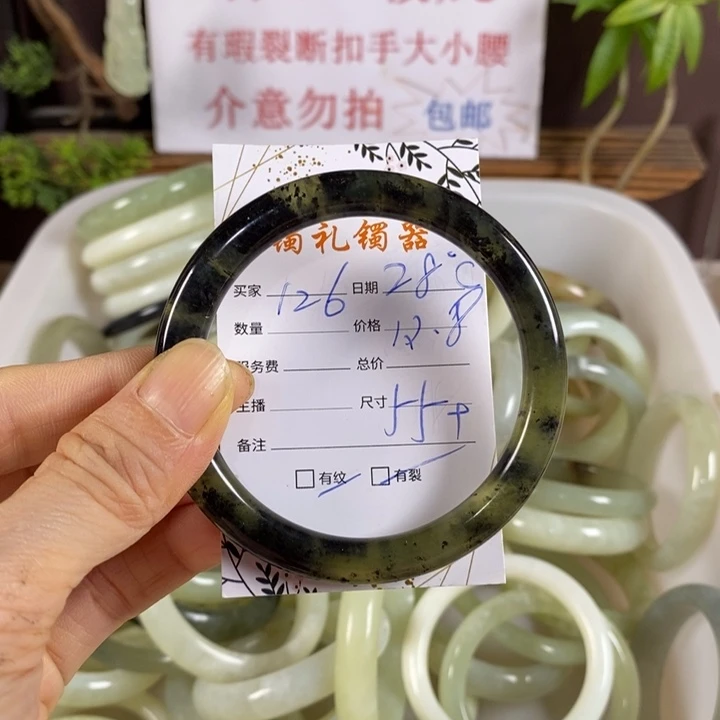 有瑕裂断扣手大小腰
介意勿拍 包邮
镯礼镯器
买家 126 日期 28℃
数量 价格 12.8
服务费 总价
主播 尺寸 55+
备注
有纹 有裂